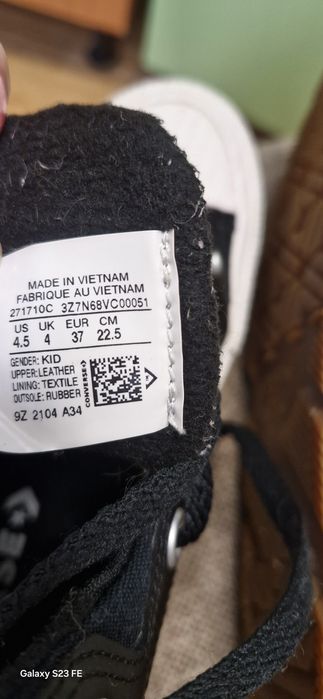 MADE IN VIETNAM
FABRIQUE AU VIETNAM
271710C 3Z7N68VC00051
US UK EUR CM
4.5 4 37 22.5
GENDER: KID
UPPER: LEATHER
LINING: TEXTILE
OUTSOLE: RUBBER
CONVERSE
9Z 2104 A34
SE
Galaxy S23 FE